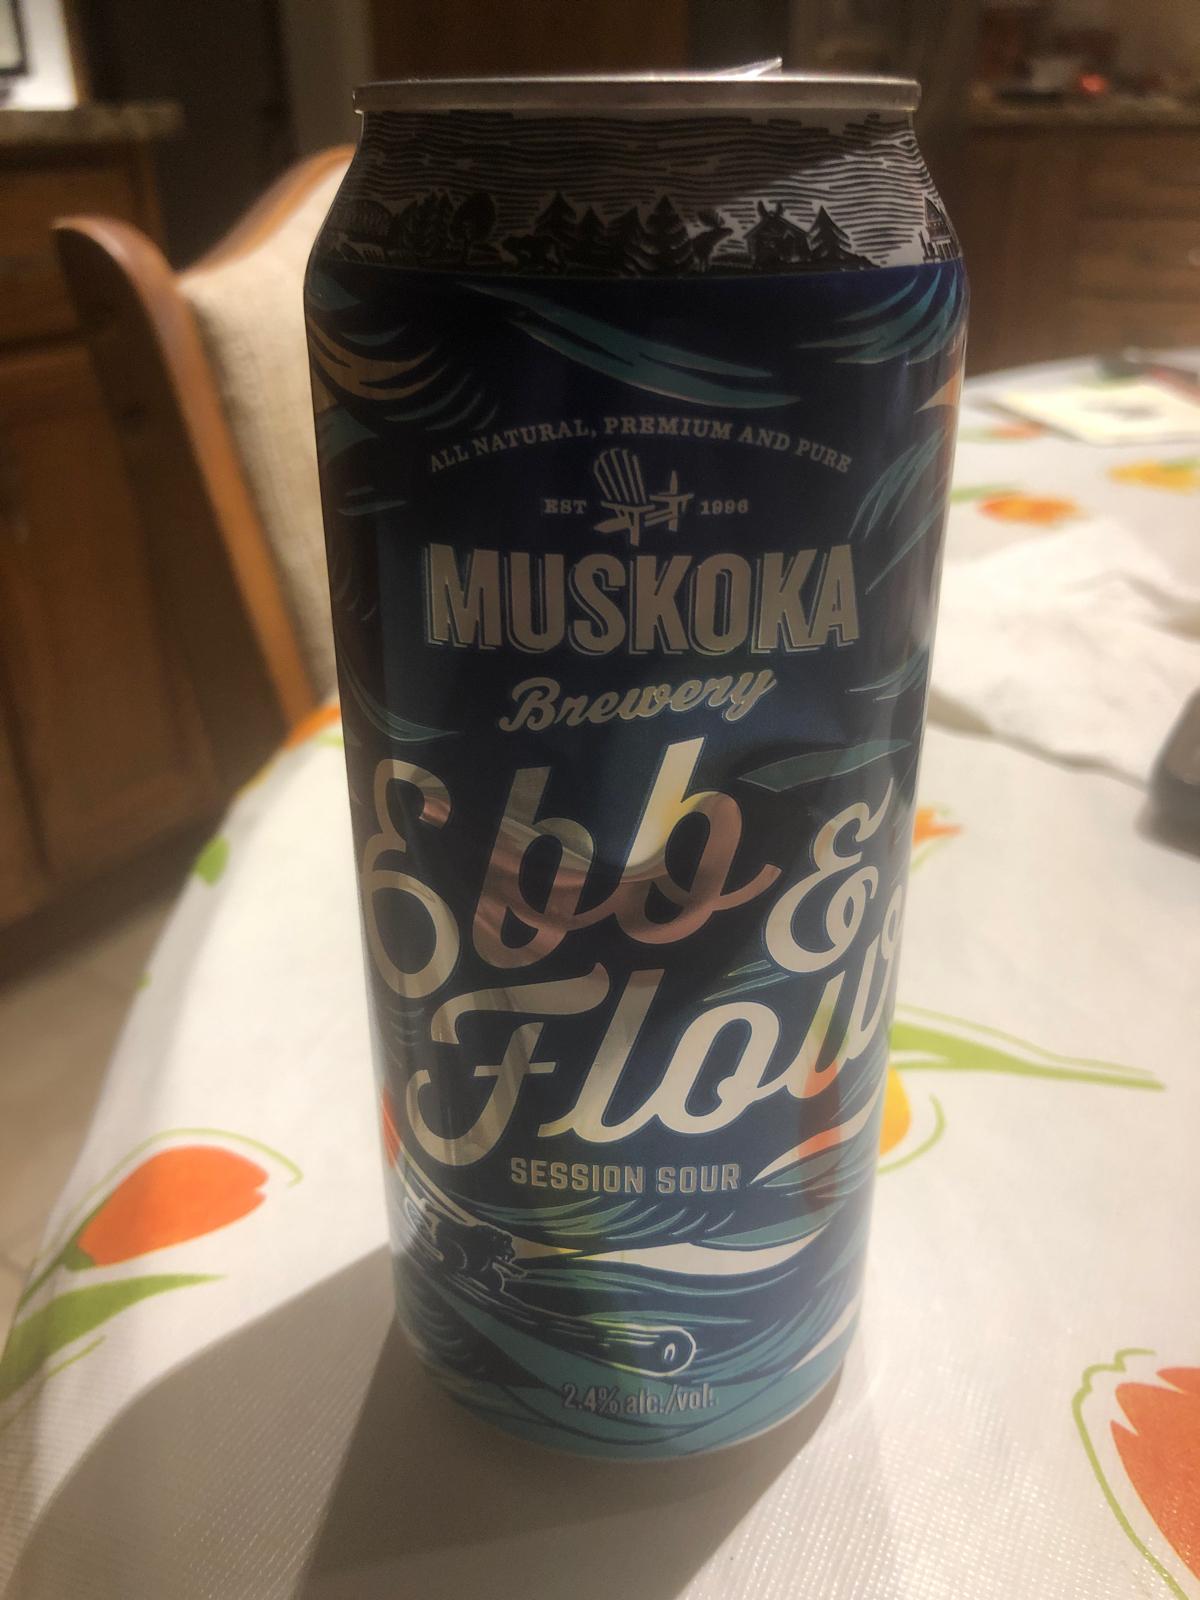 ALL NATURAL, PREMIUM AND PURE
EST 1996
MUSKOKA
Brewery
Ebb &
Flow
SESSION SOUR
2.4% alc./vol.